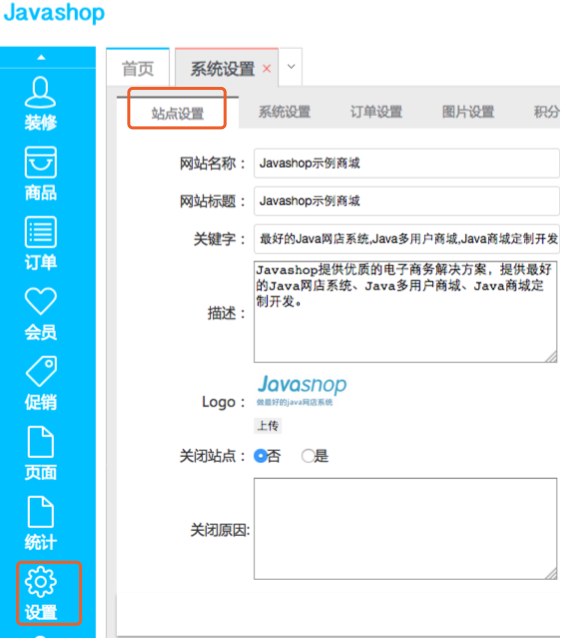 Javashop
首页 系统设置 ×
站点设置 系统设置 订单设置 图片设置 积分
装修
商品
订单
会员
促销
页面
统计
设置
网站名称： Javashop示例商城
网站标题： Javashop示例商城
关键字： 最好的Java网店系统,Java多用户商城,Java商城定制开发
描述： Javashop提供优质的电子商务解决方案，提供最好
的Java网店系统、Java多用户商城、Java商城定
制开发。
Logo： Javasnop
做最好的java网店系统
上传
关闭站点： 否 是
关闭原因: